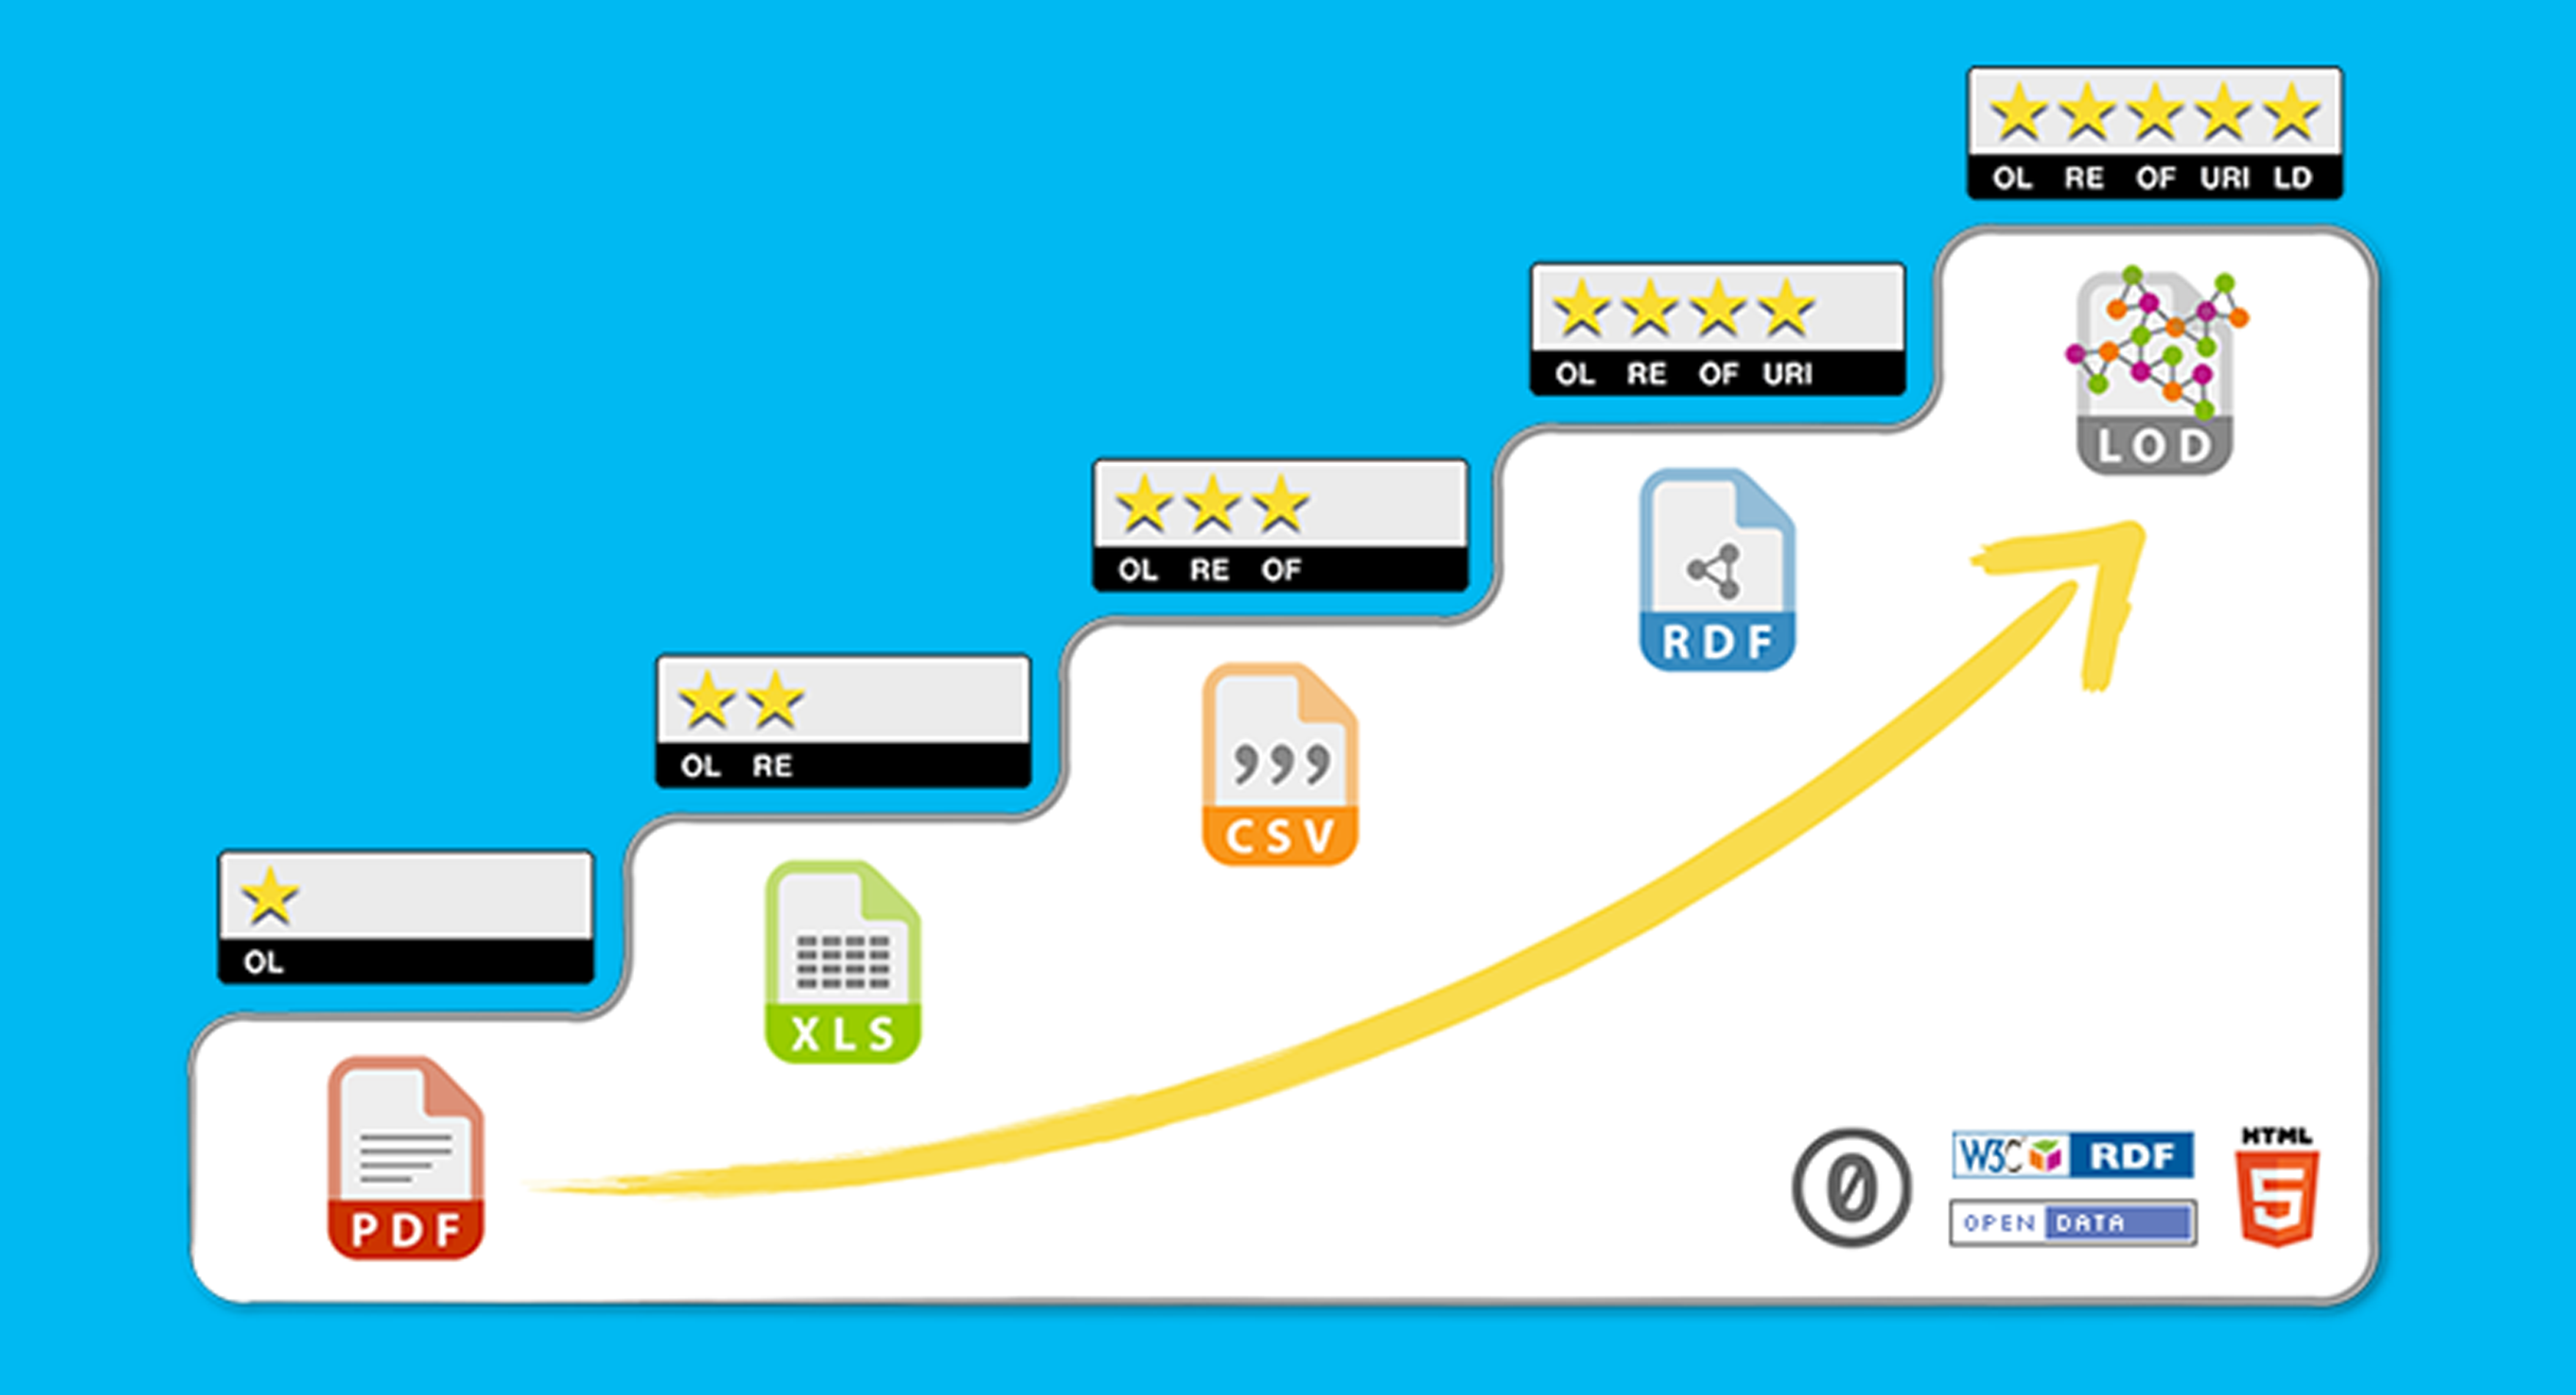 OL RE OF URI LD
LOD
OL RE OF URI
RDF
OL RE OF
CSV
OL RE
XLS
OL
PDF
0
W3C RDF
OPEN DATA
HTML
5